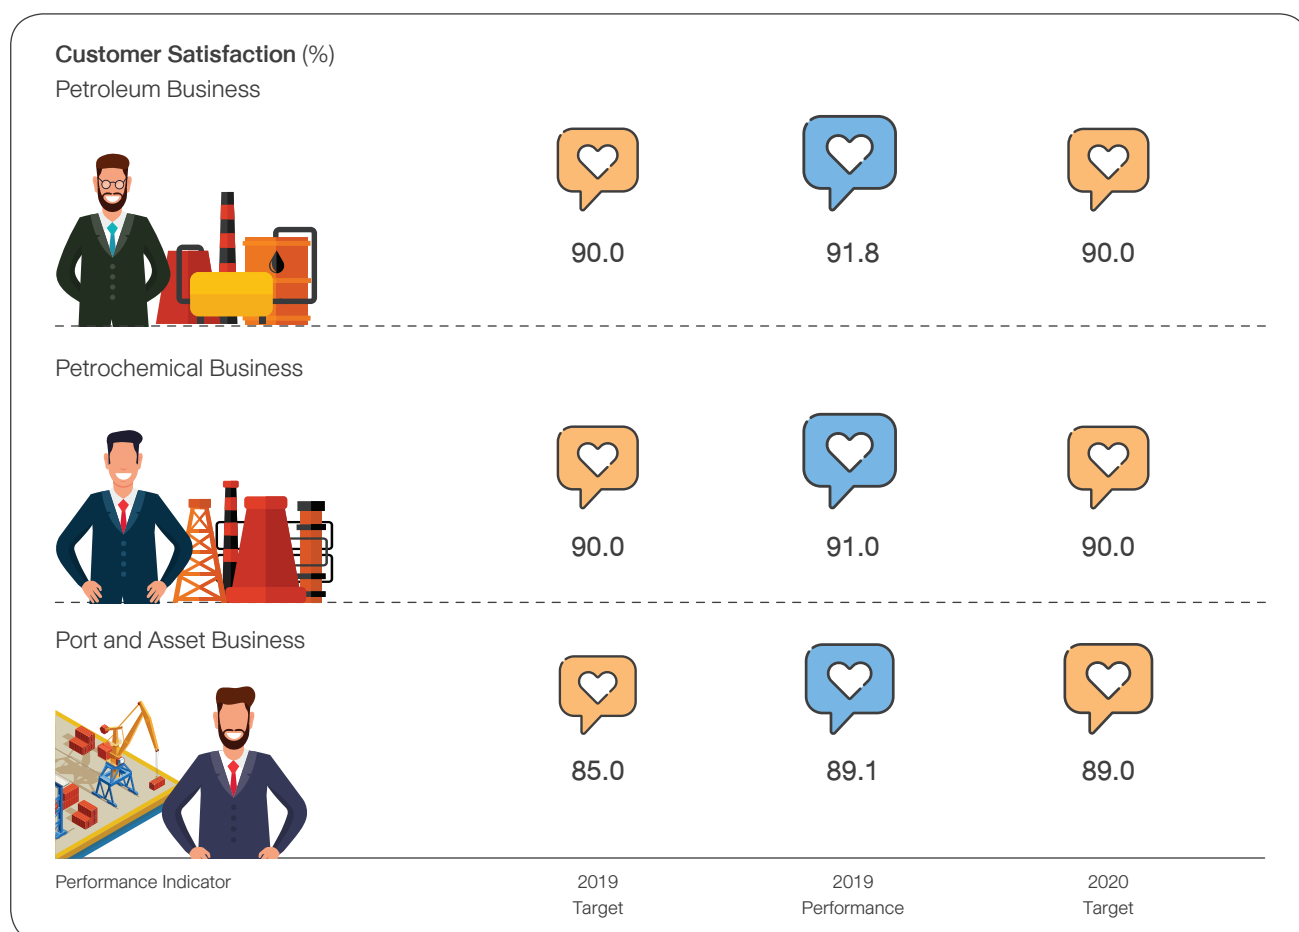 Customer Satisfaction (%)
Petroleum Business
90.0 91.8 90.0
Petrochemical Business
90.0 91.0 90.0
Port and Asset Business
85.0 89.1 89.0
Performance Indicator 2019 2019 2020
Target Performance Target